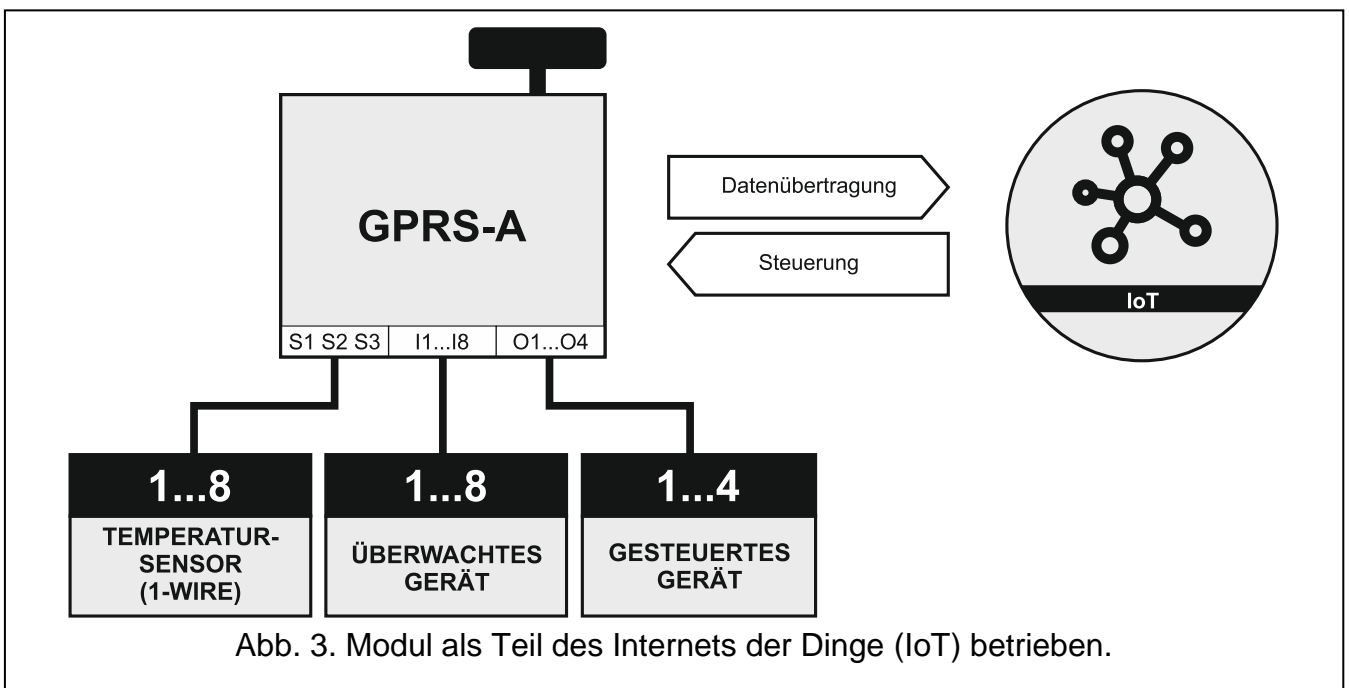 GPRS-A
S1 S2 S3
I1...I8
O1...O4
Datenübertragung
Steuerung
IoT
1...8
TEMPERATUR-
SENSOR
(1-WIRE)
1...8
ÜBERWACHTES
GERÄT
1...4
GESTEUERTES
GERÄT
Abb. 3. Modul als Teil des Internets der Dinge (IoT) betrieben.